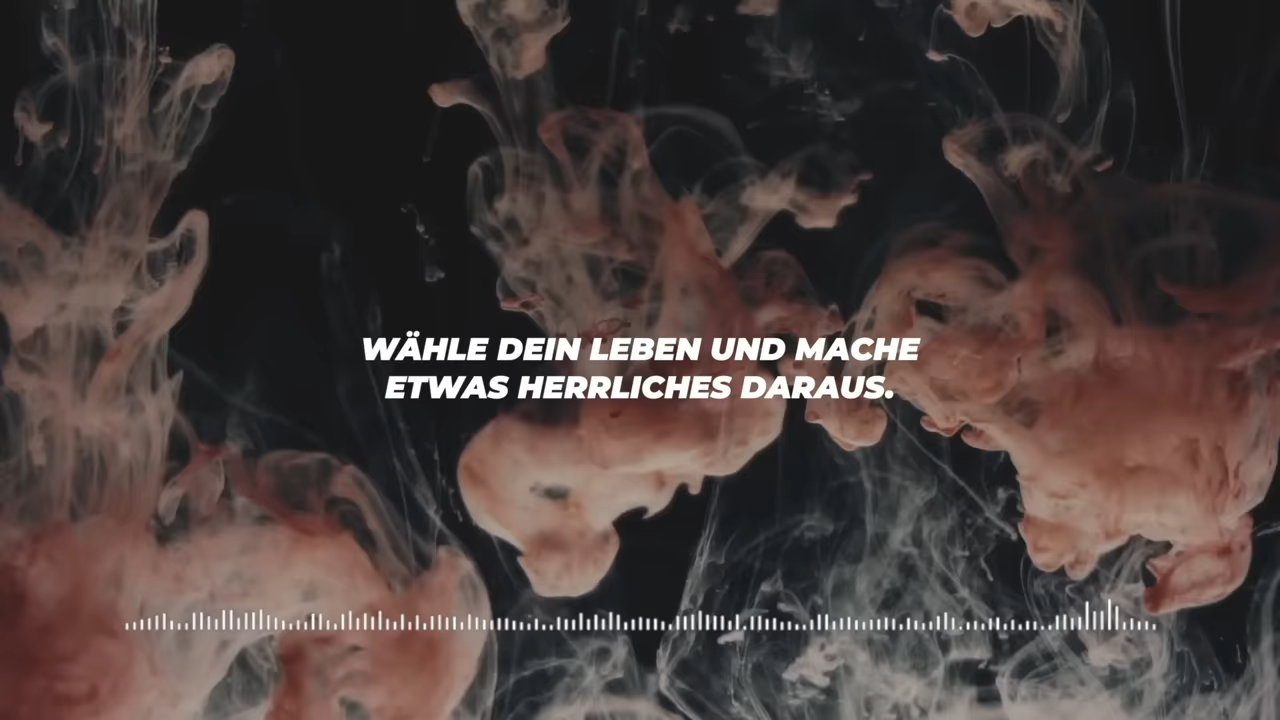 WÄHLE DEIN LEBEN UND MACHE
ETWAS HERRLICHES DARAUS.